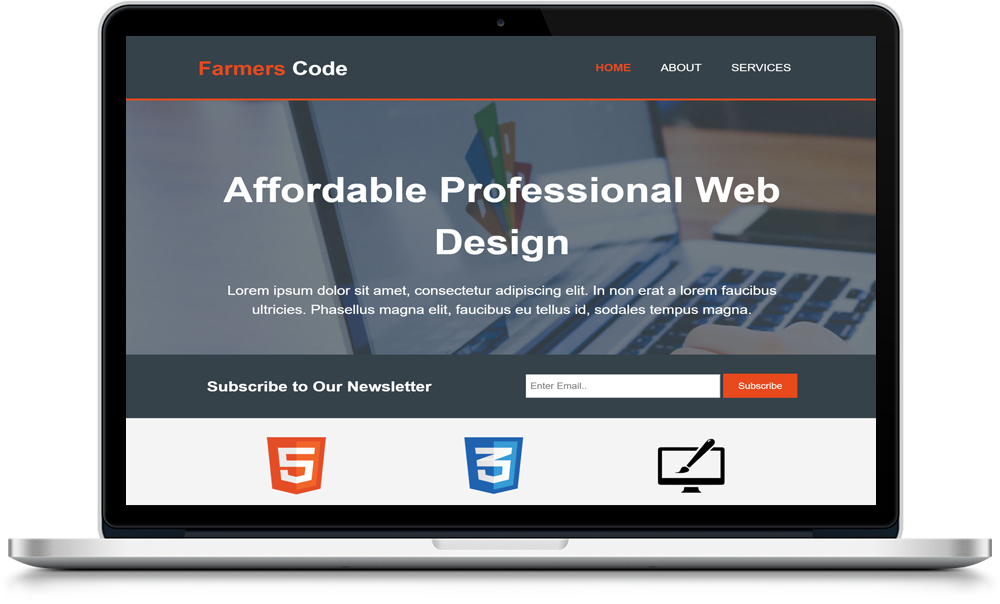 Farmers Code
HOME ABOUT SERVICES
Affordable Professional Web
Design
Lorem ipsum dolor sit amet, consectetur adipiscing elit. In non erat a lorem faucibus
ultricies. Phasellus magna elit, faucibus eu tellus id, sodales tempus magna.
Subscribe to Our Newsletter
Enter Email..
Subscribe
5
3